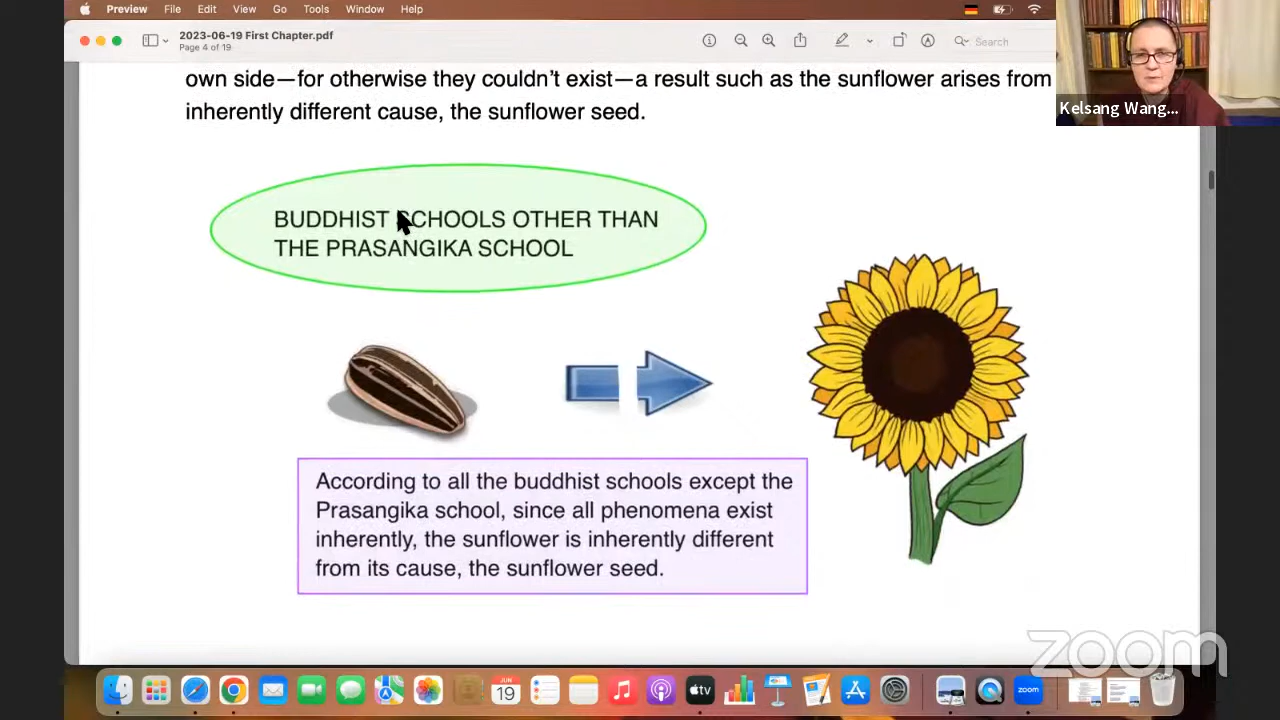 Preview File Edit View Go Tools Window Help
2023-06-19 First Chapter.pdf
Page 4 of 19
Search
Kelsang Wang...
own side—for otherwise they couldn't exist—a result such as the sunflower arises from
inherently different cause, the sunflower seed.
BUDDHIST SCHOOLS OTHER THAN
THE PRASANGIKA SCHOOL
According to all the buddhist schools except the
Prasangika school, since all phenomena exist
inherently, the sunflower is inherently different
from its cause, the sunflower seed.
zoom
JUN
19
tv
zoom